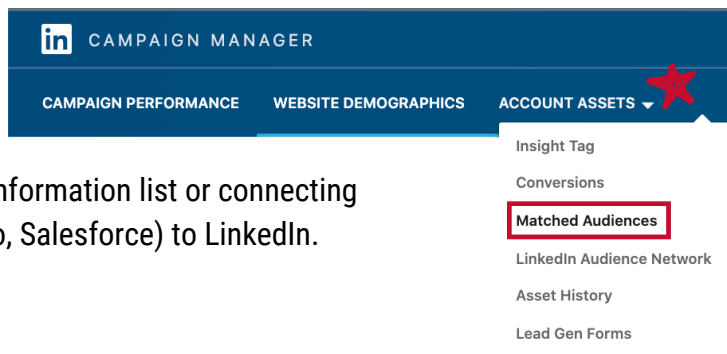 in CAMPAIGN MANAGER
CAMPAIGN PERFORMANCE WEBSITE DEMOGRAPHICS ACCOUNT ASSETS
Insight Tag
Conversions
Matched Audiences
LinkedIn Audience Network
Asset History
Lead Gen Forms
nformation list or connecting
o, Salesforce) to LinkedIn.